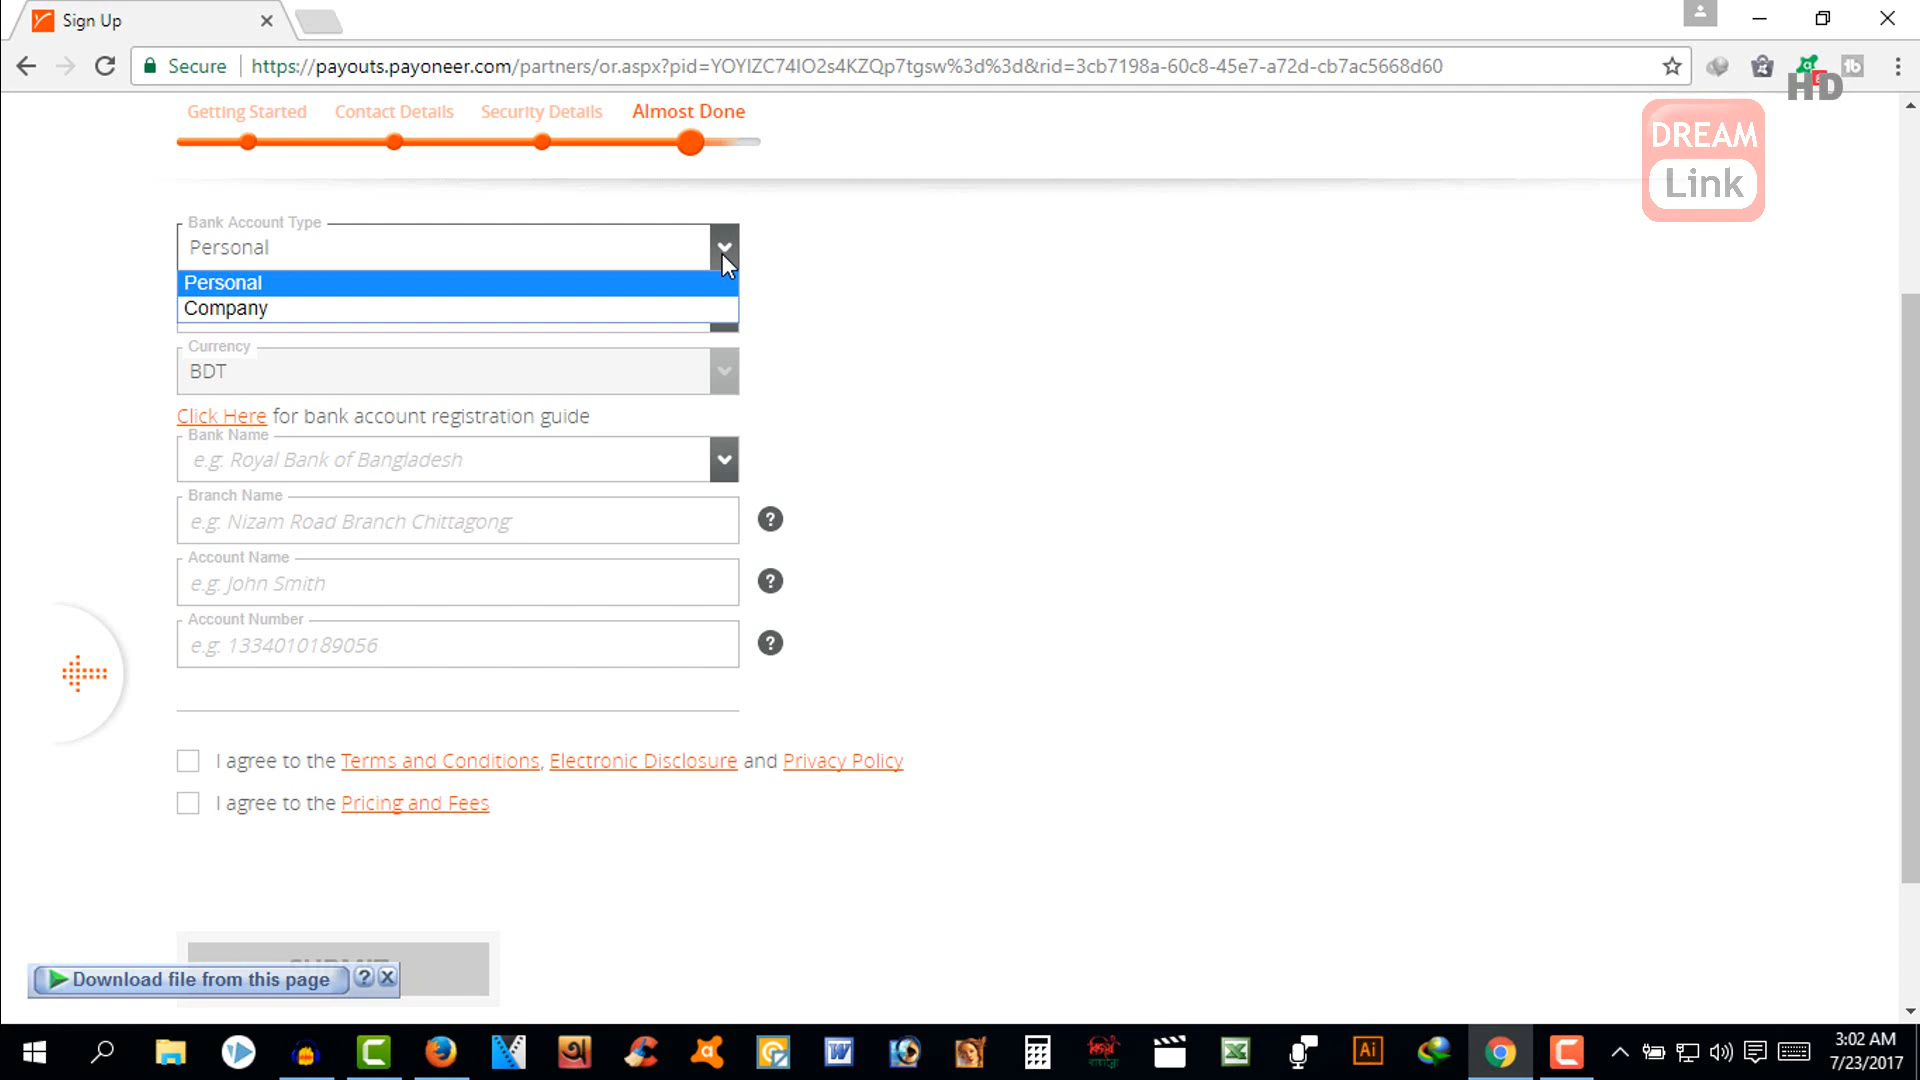 Sign Up
Secure https://payouts.payoneer.com/partners/or.aspx?pid=YOYIZC74IO2s4KZQp7tgsw%3d%3d&rid=3cb7198a-60c8-45e7-a72d-cb7ac5668d60
HD
Getting Started Contact Details Security Details Almost Done
DREAM
Link
Bank Account Type
Personal
Personal
Company
Currency
BDT
Click Here for bank account registration guide
Bank Name
e.g: Royal Bank of Bangladesh
Branch Name
e.g: Nizam Road Branch Chittagong
?
Account Name
e.g: John Smith
?
Account Number
e.g: 1334010189056
?
I agree to the Terms and Conditions, Electronic Disclosure and Privacy Policy
I agree to the Pricing and Fees
Download file from this page ?
3:02 AM
7/23/2017